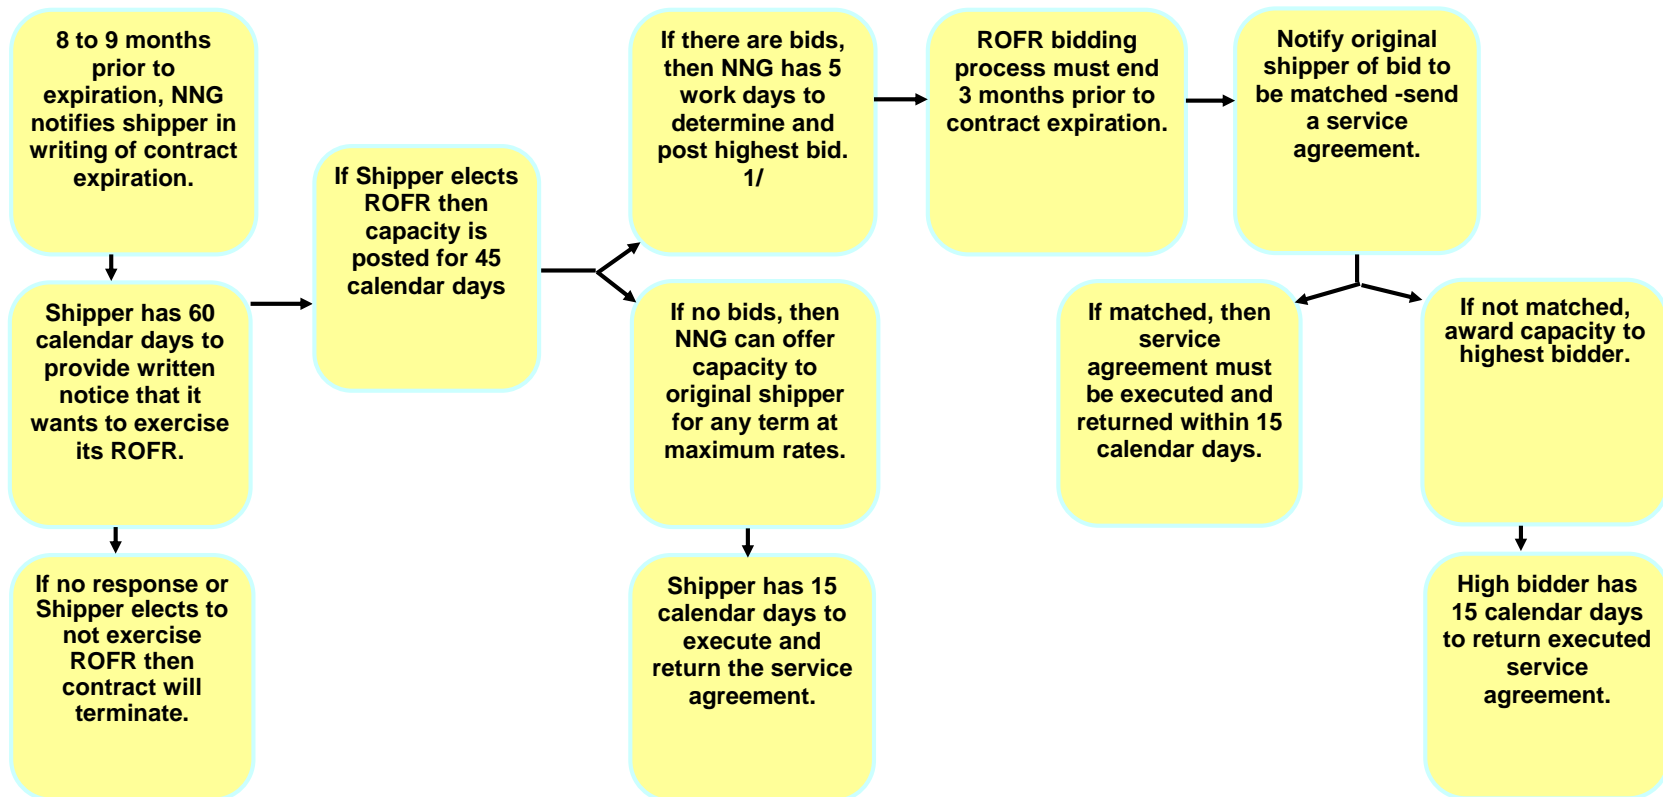 8 to 9 months
prior to
expiration, NNG
notifies shipper in
writing of contract
expiration.
Shipper has 60
calendar days to
provide written
notice that it
wants to exercise
its ROFR.
If no response or
Shipper elects to
not exercise
ROFR then
contract will
terminate.
If Shipper elects
ROFR then
capacity is
posted for 45
calendar days
If there are bids,
then NNG has 5
work days to
determine and
post highest bid.
1/
If no bids, then
NNG can offer
capacity to
original shipper
for any term at
maximum rates.
Shipper has 15
calendar days to
execute and
return the service
agreement.
ROFR bidding
process must end
3 months prior to
contract expiration.
Notify original
shipper of bid to
be matched -send
a service
agreement.
If matched, then
service
agreement must
be executed and
returned within 15
calendar days.
If not matched,
award capacity to
highest bidder.
High bidder has
15 calendar days
to return executed
service
agreement.